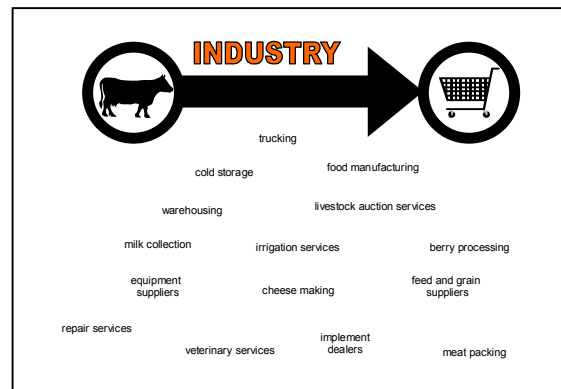 INDUSTRY
trucking
cold storage
food manufacturing
warehousing
livestock auction services
milk collection
irrigation services
berry processing
equipment
suppliers
cheese making
feed and grain
suppliers
repair services
veterinary services
implement
dealers
meat packing